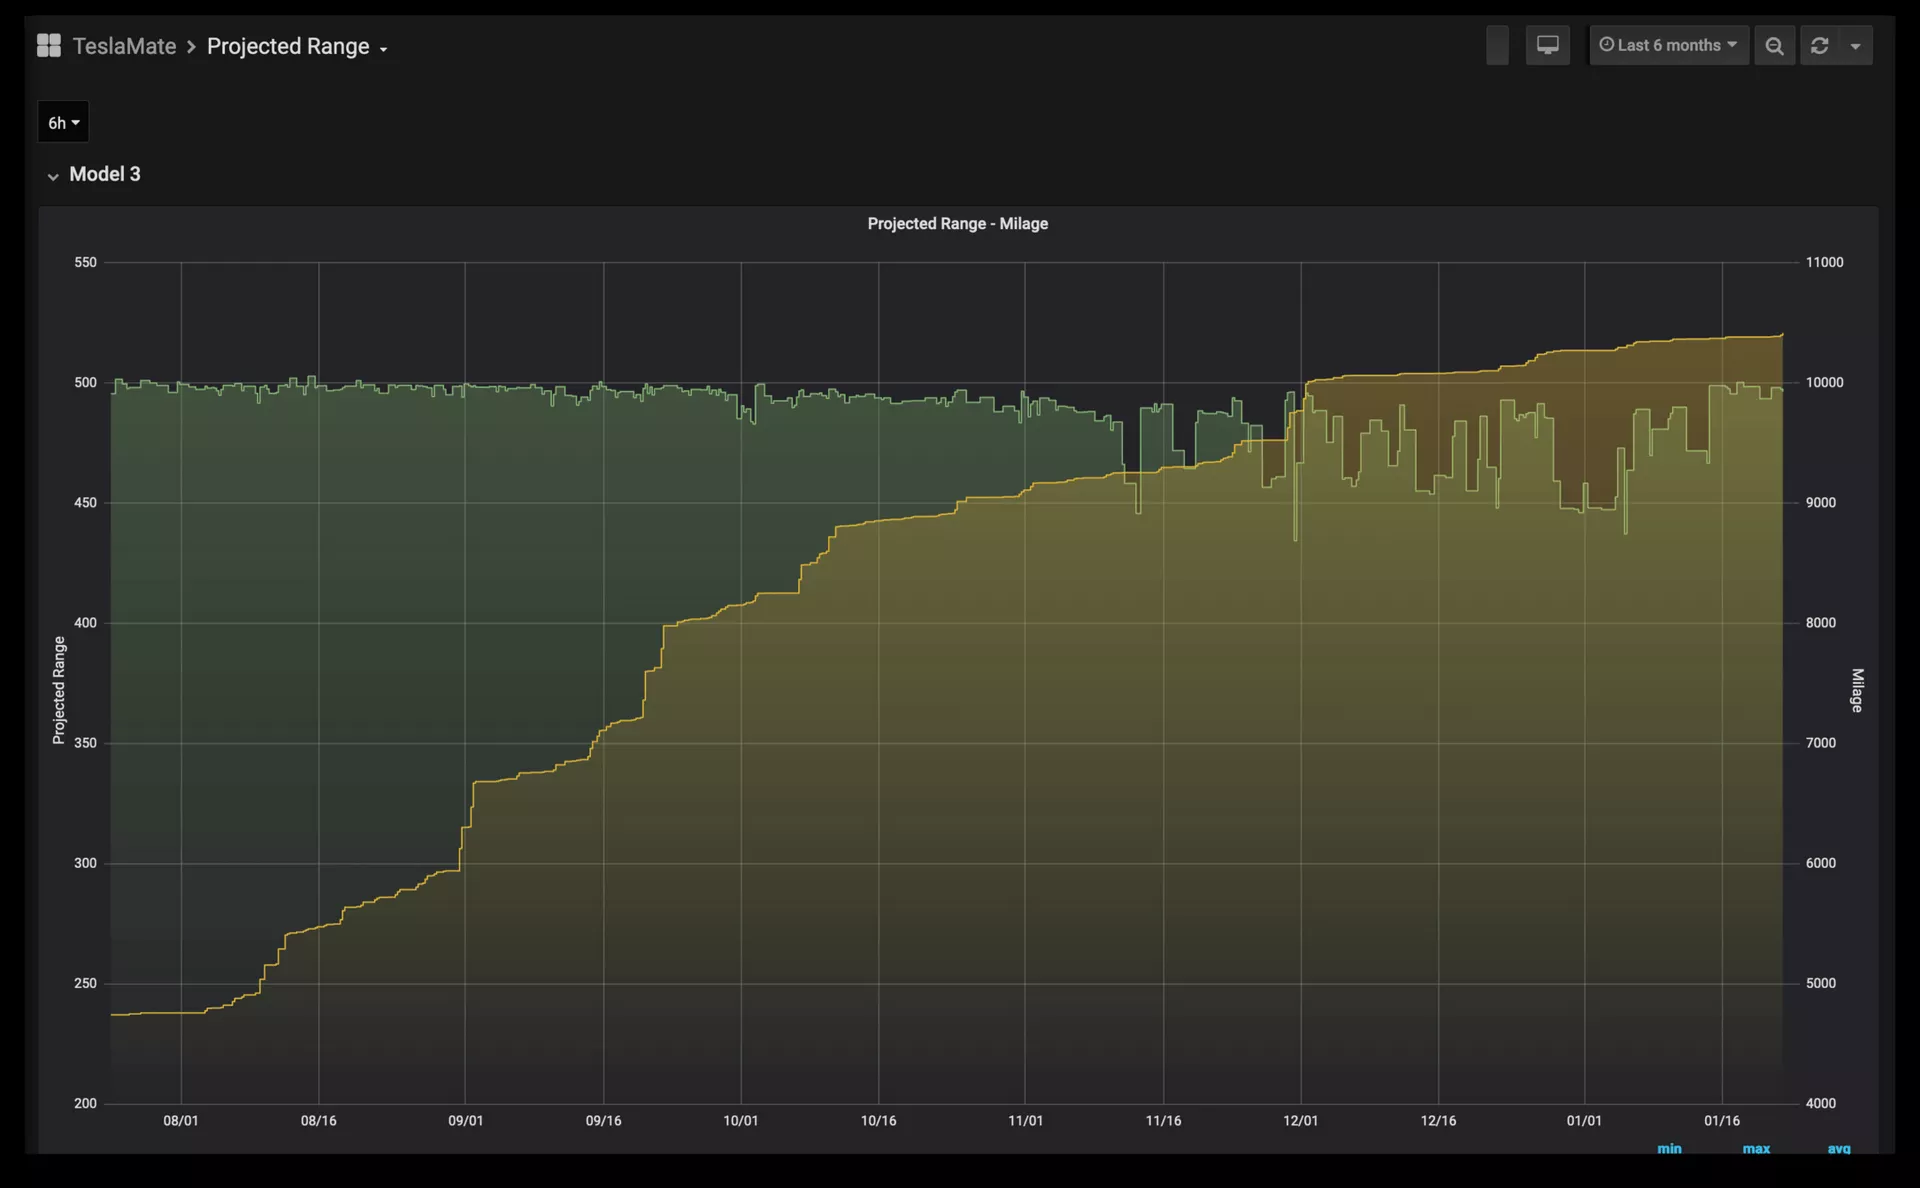 TeslaMate > Projected Range
Last 6 months
6h
Model 3
Projected Range - Milage
550
500
450
400
350
300
250
200
Projected Range
11000
10000
9000
8000
7000
6000
5000
4000
Milage
08/01 08/16 09/01 09/16 10/01 10/16 11/01 11/16 12/01 12/16 01/01 01/16
min max avg